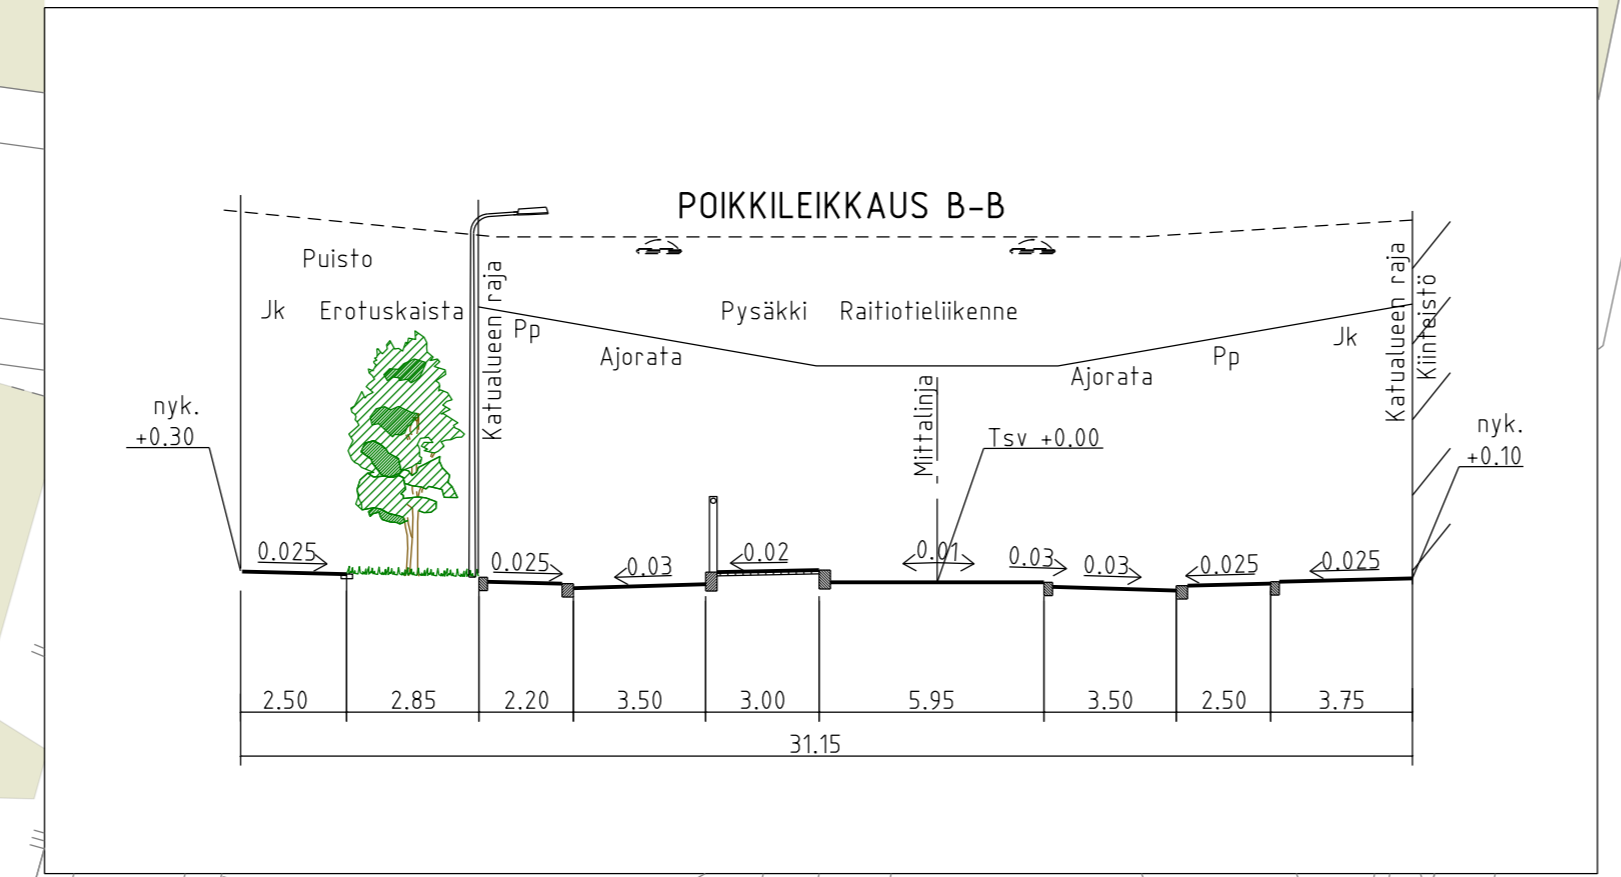 POIKKILEIKKAUS B-B
Puisto
Jk Erotuskaista
Katualueen raja
Pp
Ajorata
Pysäkki Raitiotieliikenne
Mittalinja
Ajorata
Pp
Jk
Katualueen raja
Kiinteistö
nyk.
+0.30
Tsv +0.00
nyk.
+0.10
0.025
0.025
0.03
0.02
0.01
0.03
0.03
0.025
0.025
2.50 2.85 2.20 3.50 3.00 5.95 3.50 2.50 3.75
31.15